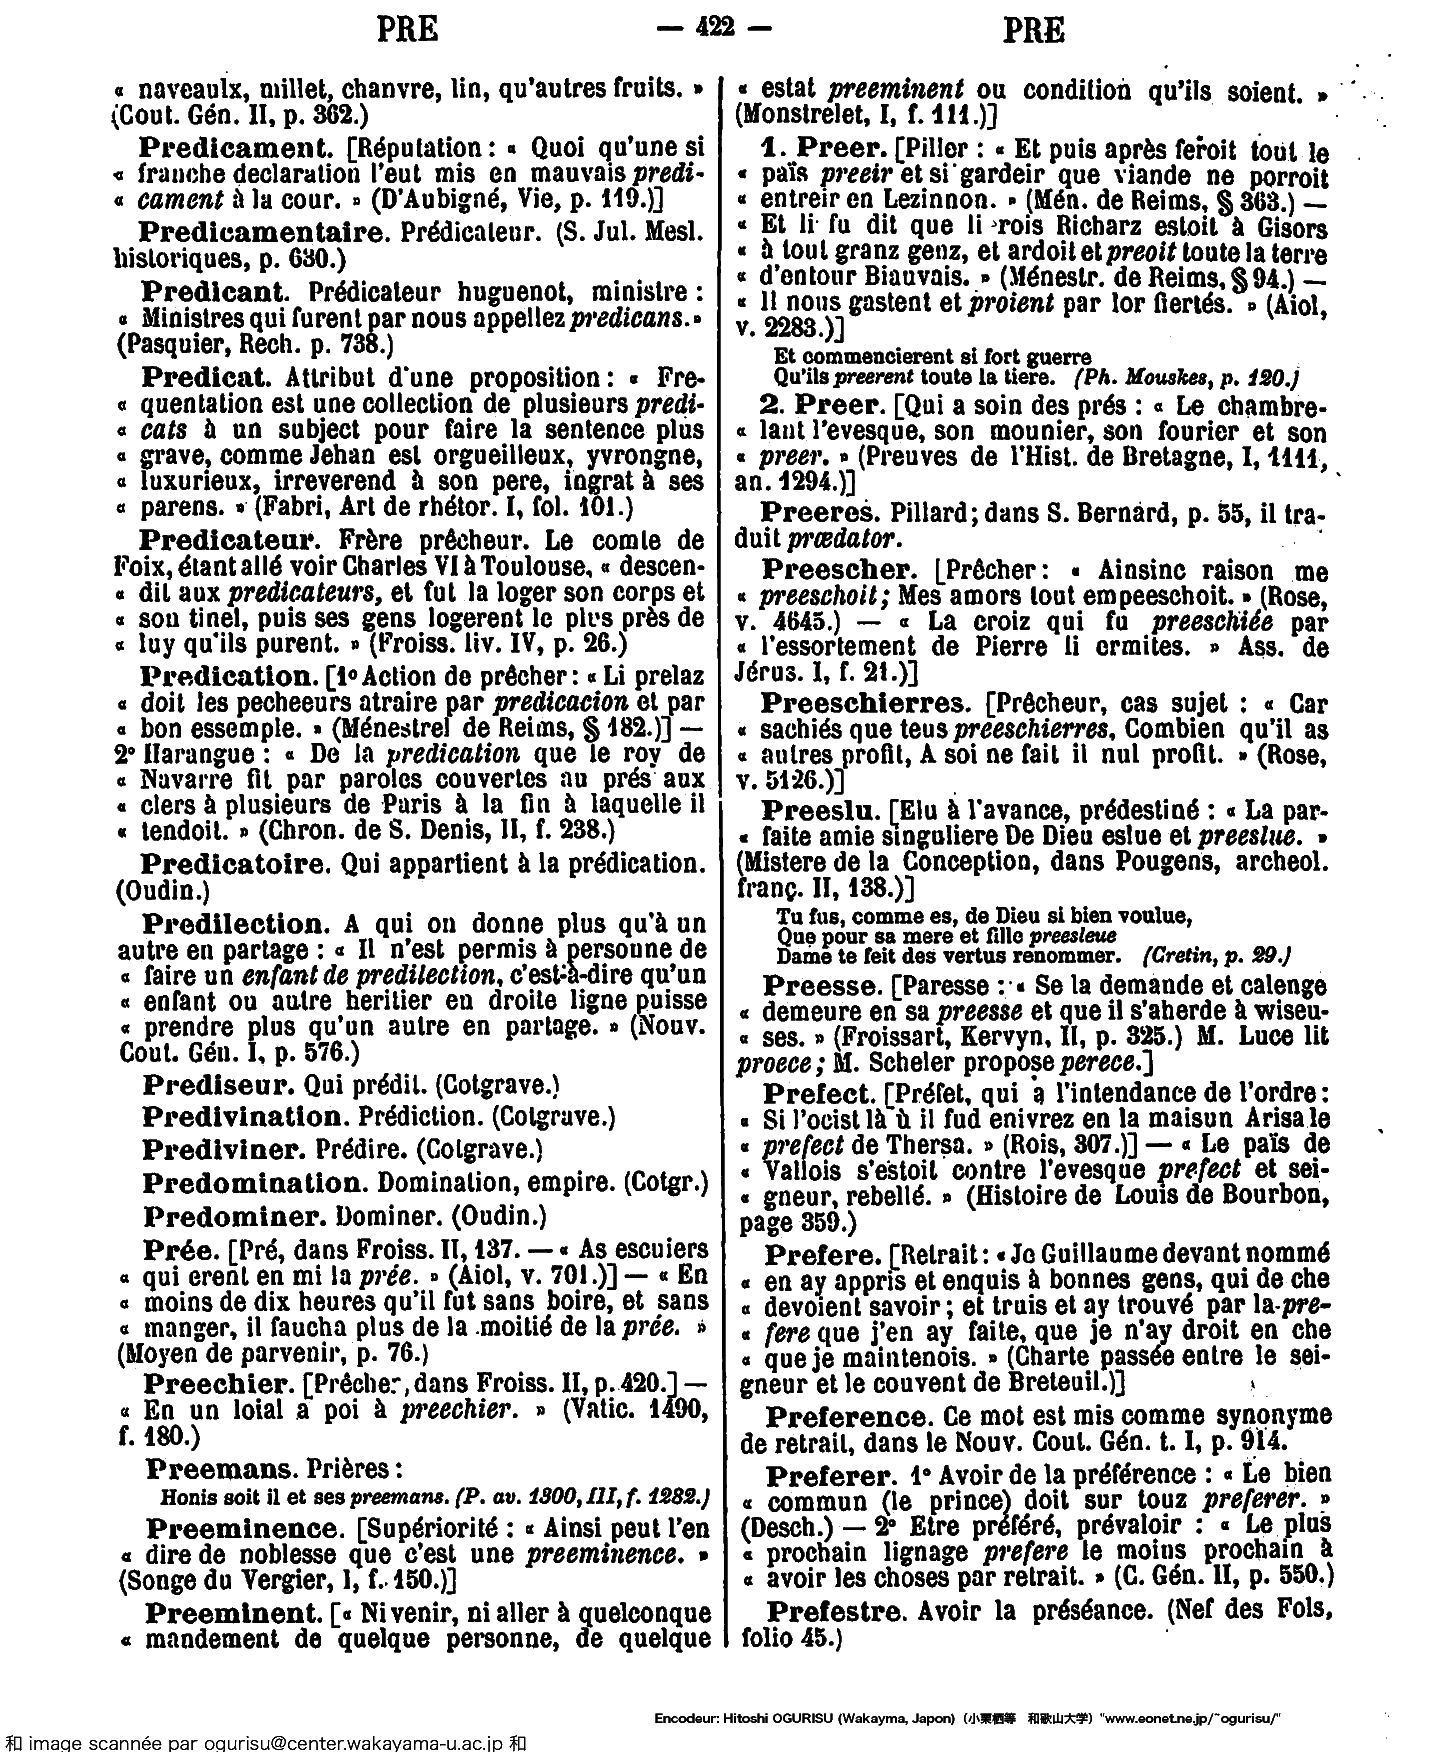 PRE — 422 — PRE
« naveaulx, millet, chanvre, lin, qu'autres fruits. »
(Cout. Gén. II, p. 362.)
Predicament. [Réputation : « Quoi qu'une si
« franche declaration l'eut mis en mauvais predi-
« cament à la cour. » (D'Aubigné, Vie, p. 119.)]
Predicamentaire. Prédicateur. (S. Jul. Mesl.
historiques, p. 630.)
Predicant. Prédicateur huguenot, ministre :
« Ministres qui furent par nous appellez predicans. »
(Pasquier, Rech. p. 738.)
Predicat. Attribut d'une proposition : « Fre-
« quentation est une collection de plusieurs predi-
« cats à un subject pour faire la sentence plus
« grave, comme Jehan est orgueilleux, yvrongne,
« luxurieux, irreverend à son pere, ingrat à ses
« parens. » (Fabri, Art de rhétor. I, fol. 101.)
Predicateur. Frère prêcheur. Le comte de
Foix, étant allé voir Charles VI à Toulouse, « descen-
« dit aux predicateurs, et fut la loger son corps et
« son tinel, puis ses gens logerent le plus près de
« luy qu'ils purent. » (Froiss. liv. IV, p. 26.)
Predication. [1° Action de prêcher : « Li prelaz
« doit les pecheeurs atraire par predicacion et par
« bon essemple. » (Ménestrel de Reims, § 182.)] —
2° Harangue : « De la predication que le roy de
« Navarre fit par paroles couvertes au prés aux
« clers à plusieurs de Paris à la fin à laquelle il
« tendoit. » (Chron. de S. Denis, II, f. 238.)
Predicatoire. Qui appartient à la prédication.
(Oudin.)
Predilection. A qui on donne plus qu'à un
autre en partage : « Il n'est permis à personne de
« faire un enfant de predilection, c'est-à-dire qu'un
« enfant ou autre heritier en droite ligne puisse
« prendre plus qu'un autre en partage. » (Nouv.
Cout. Gén. I, p. 576.)
Prediseur. Qui prédit. (Cotgrave.)
Predivination. Prédiction. (Cotgrave.)
Prediviner. Prédire. (Cotgrave.)
Predomination. Domination, empire. (Cotgr.)
Predominer. Dominer. (Oudin.)
Prée. [Pré, dans Froiss. II, 137. — « As escuiers
« qui erent en mi la prée. » (Aiol, v. 701.)] — « En
« moins de dix heures qu'il fut sans boire, et sans
« manger, il faucha plus de la moitié de la prée. »
(Moyen de parvenir, p. 76.)
Preechier. [Prêcher, dans Froiss. II, p. 420.] —
« En un loial a poi à preechier. » (Vatic. 1490,
f. 180.)
Preemans. Prières :
Honis soit il et ses preemans. (P. av. 1300, III, f. 1282.)
Preeminence. [Supériorité : « Ainsi peut l'en
« dire de noblesse que c'est une preeminence. »
(Songe du Vergier, I, f. 150.)]
Preeminent. [« Ni venir, ni aller à quelconque
« mandement de quelque personne, de quelque
« estat preeminent ou condition qu'ils soient. »
(Monstrelet, I, f. 111.)]
1. Preer. [Piller : « Et puis après feroit tout le
« païs preeir et si gardeir que viande ne porroit
« entreir en Lezinnon. » (Mén. de Reims, § 363.) —
« Et li fu dit que li rois Richarz estoit à Gisors
« à tout granz genz, et ardoit et preoit toute la terre
« d'entour Biauvais. » (Ménestr. de Reims, § 94.) —
« Il nous gastent et proient par lor fiertés. » (Aiol,
v. 2283.)]
Et commencierent si fort guerre
Qu'ils preerent toute la tiere. (Ph. Mouskes, p. 120.)
2. Preer. [Qui a soin des prés : « Le chambre-
« lant l'evesque, son mounier, son fourier et son
« preer. » (Preuves de l'Hist. de Bretagne, I, 1111,
an. 1294.)]
Preeres. Pillard; dans S. Bernard, p. 55, il tra-
duit prædator.
Preescher. [Prêcher : « Ainsinc raison me
« preeschoit; Mes amors tout empeeschoit. » (Rose,
v. 4645.) — « La croiz qui fu preeschiée par
« l'essortement de Pierre li ermites. » Ass. de
Jérus. I, f. 21.)]
Preeschierres. [Prêcheur, cas sujet : « Car
« sachiés que teus preeschierres, Combien qu'il as
« autres profit, A soi ne fait il nul profit. » (Rose,
v. 5126.)]
Preeslu. [Elu à l'avance, prédestiné : « La par-
« faite amie singuliere De Dieu eslue et preeslue. »
(Mistere de la Conception, dans Pougens, archeol.
franç. II, 138.)]
Tu fus, comme es, de Dieu si bien voulue,
Que pour sa mere et fille preesleue
Dame te feit des vertus renommer. (Cretin, p. 29.)
Preesse. [Paresse : « Se la demande et calenge
« demeure en sa preesse et que il s'aherde à wiseu-
« ses. » (Froissart, Kervyn, II, p. 325.) M. Luce lit
proece; M. Scheler propose perece.]
Prefect. [Préfet, qui a l'intendance de l'ordre :
« Si l'ocist là ù il fud enivrez en la maisun Arisa le
« prefect de Thersa. » (Rois, 307.)] — « Le païs de
« Vallois s'estoit contre l'evesque prefect et sei-
« gneur, rebellé. » (Histoire de Louis de Bourbon,
page 359.)
Prefere. [Retrait : « Je Guillaume devant nommé
« en ay appris et enquis à bonnes gens, qui de che
« devoient savoir ; et truis et ay trouvé par la pre-
« fere que j'en ay faite, que je n'ay droit en che
« que je maintenois. » (Charte passée entre le sei-
gneur et le couvent de Breteuil.)]
Preference. Ce mot est mis comme synonyme
de retrait, dans le Nouv. Cout. Gén. t. I, p. 914.
Preferer. 1° Avoir de la préférence : « Le bien
« commun (le prince) doit sur touz preferer. »
(Desch.) — 2° Etre préféré, prévaloir : « Le plus
« prochain lignage prefere le moins prochain à
« avoir les choses par retrait. » (C. Gén. II, p. 550.)
Prefestre. Avoir la préséance. (Nef des Fols,
folio 45.)
Encodeur: Hitoshi OGURISU (Wakayma, Japon) (小栗栖等 和歌山大学) "www.eonet.ne.jp/~ogurisu/"
和 image scannée par ogurisu@center.wakayama-u.ac.jp 和